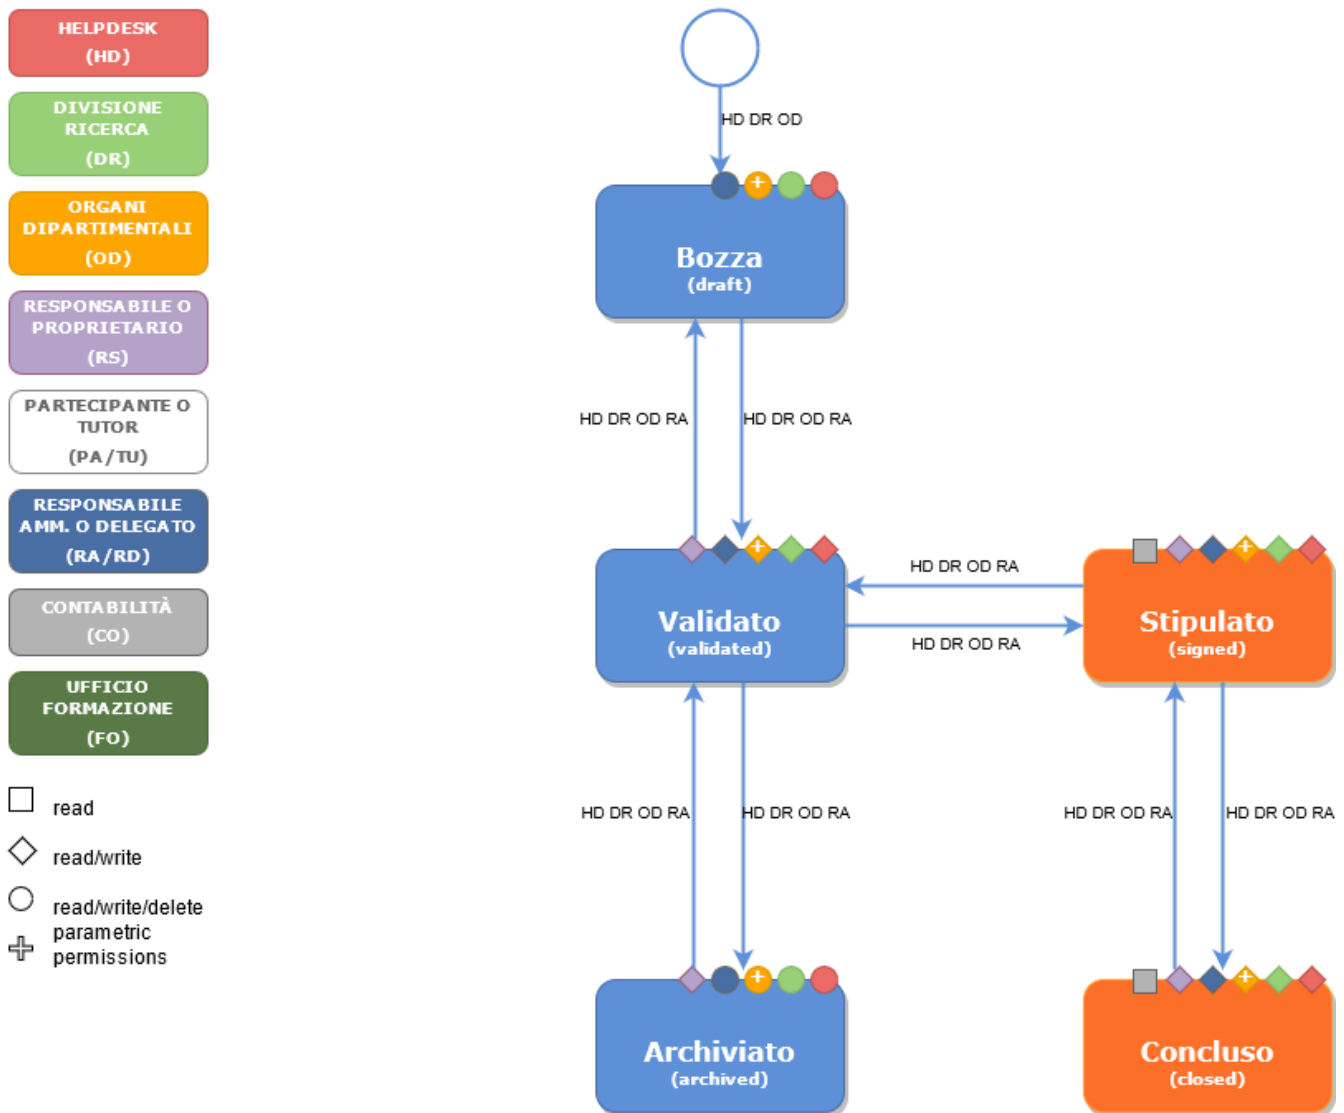 HELPDESK
(HD)
DIVISIONE
RICERCA
(DR)
ORGANI
DIPARTIMENTALI
(OD)
RESPONSABILE O
PROPRIETARIO
(RS)
PARTECIPANTE O
TUTOR
(PA/TU)
RESPONSABILE
AMM. O DELEGATO
(RA/RD)
CONTABILITÀ
(CO)
UFFICIO
FORMAZIONE
(FO)
read
read/write
read/write/delete
parametric
permissions
HD DR OD
Bozza
(draft)
HD DR OD RA
HD DR OD RA
Validato
(validated)
HD DR OD RA
HD DR OD RA
Stipulato
(signed)
HD DR OD RA
HD DR OD RA
HD DR OD RA
HD DR OD RA
Archiviato
(archived)
Concluso
(closed)